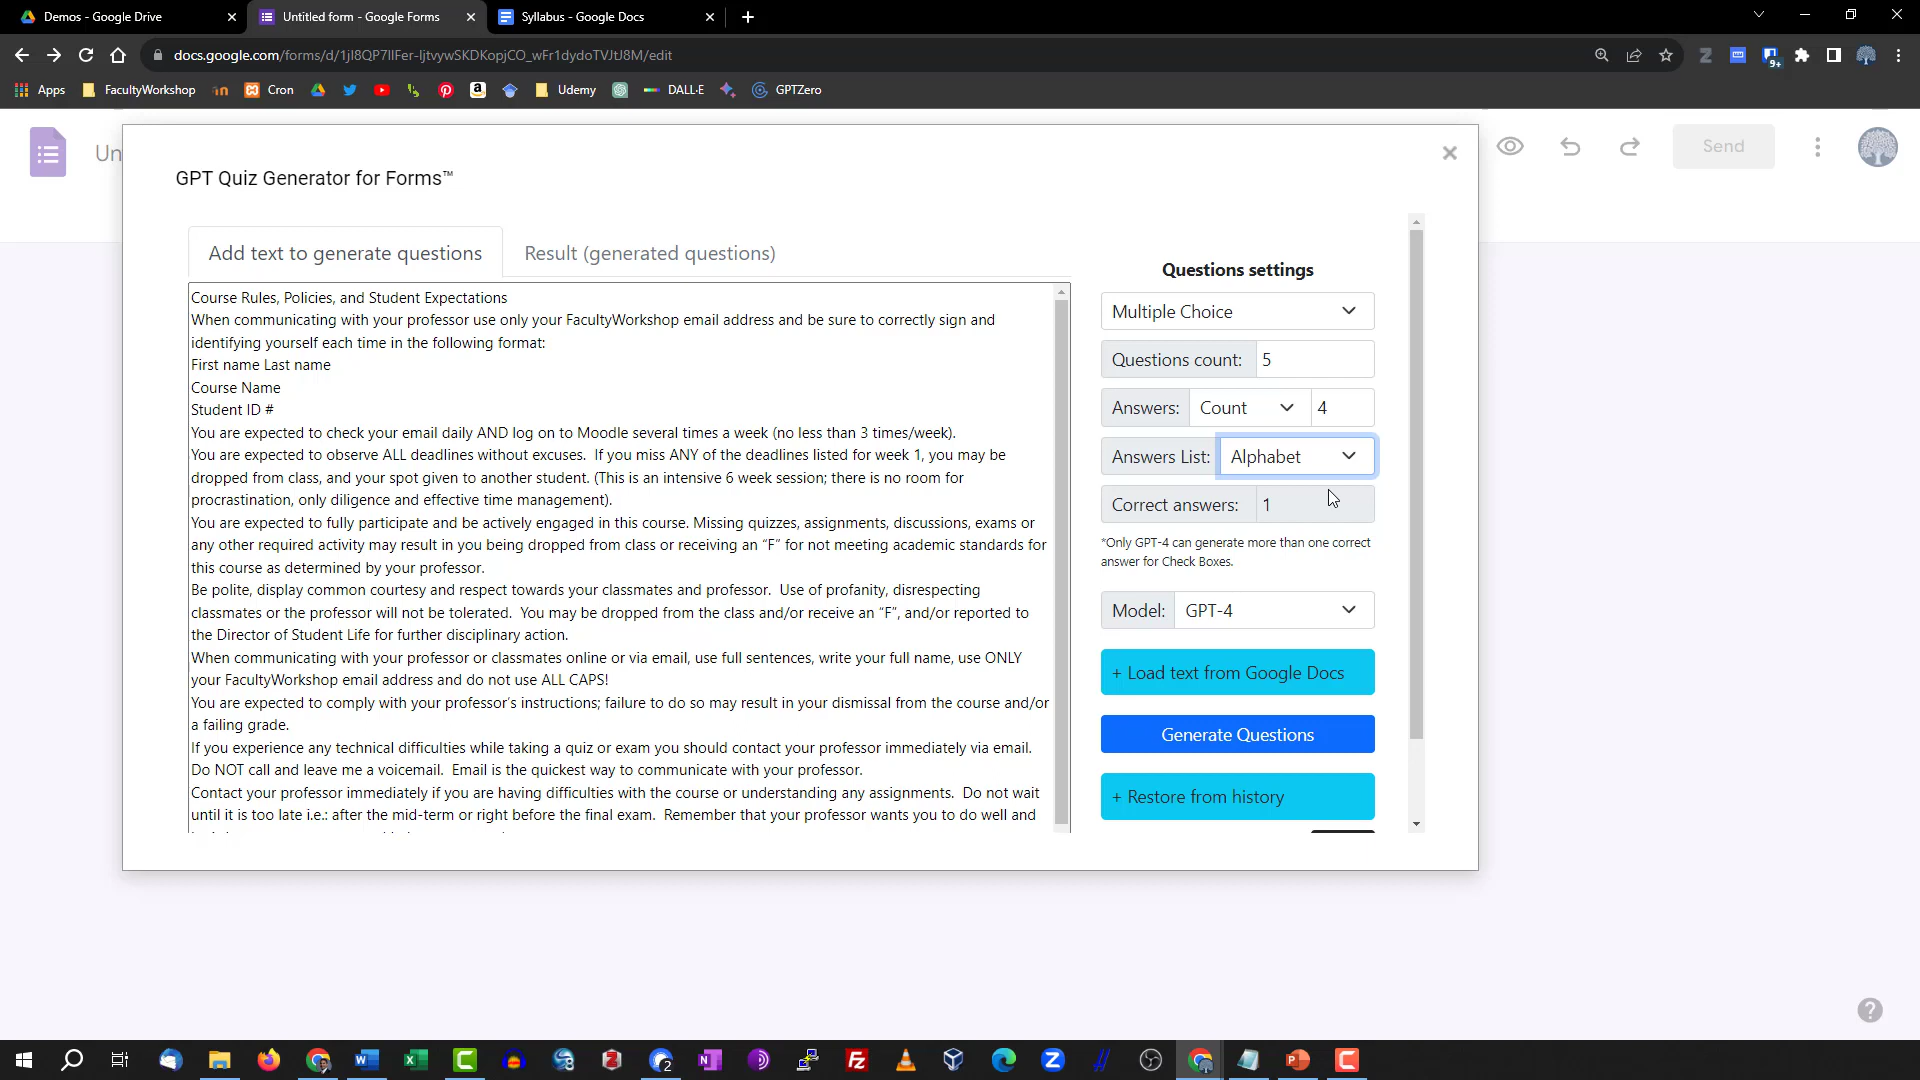 Demos - Google Drive
Untitled form - Google Forms
Syllabus - Google Docs
docs.google.com/forms/d/1jI8QP7IIFer-IjtvywSKDKopjCO_wFr1dydoTVJtJ8M/edit
9+
Apps
FacultyWorkshop
Cron
Udemy
DALL·E
GPTZero
Un
Send
GPT Quiz Generator for Forms™
Add text to generate questions
Result (generated questions)
Course Rules, Policies, and Student Expectations
When communicating with your professor use only your FacultyWorkshop email address and be sure to correctly sign and
identifying yourself each time in the following format:
First name Last name
Course Name
Student ID #
You are expected to check your email daily AND log on to Moodle several times a week (no less than 3 times/week).
You are expected to observe ALL deadlines without excuses.  If you miss ANY of the deadlines listed for week 1, you may be
dropped from class, and your spot given to another student. (This is an intensive 6 week session; there is no room for
procrastination, only diligence and effective time management).
You are expected to fully participate and be actively engaged in this course. Missing quizzes, assignments, discussions, exams or
any other required activity may result in you being dropped from class or receiving an “F” for not meeting academic standards for
this course as determined by your professor.
Be polite, display common courtesy and respect towards your classmates and professor.  Use of profanity, disrespecting
classmates or the professor will not be tolerated.  You may be dropped from the class and/or receive an “F”, and/or reported to
the Director of Student Life for further disciplinary action.
When communicating with your professor or classmates online or via email, use full sentences, write your full name, use ONLY
your FacultyWorkshop email address and do not use ALL CAPS!
You are expected to comply with your professor’s instructions; failure to do so may result in your dismissal from the course and/or
a failing grade.
If you experience any technical difficulties while taking a quiz or exam you should contact your professor immediately via email.
Do NOT call and leave me a voicemail.  Email is the quickest way to communicate with your professor.
Contact your professor immediately if you are having difficulties with the course or understanding any assignments.  Do not wait
until it is too late i.e.: after the mid-term or right before the final exam.  Remember that your professor wants you to do well and
Questions settings
Multiple Choice
Questions count: 5
Answers: Count 4
Answers List: Alphabet
Correct answers: 1
*Only GPT-4 can generate more than one correct
answer for Check Boxes.
Model: GPT-4
+ Load text from Google Docs
Generate Questions
+ Restore from history